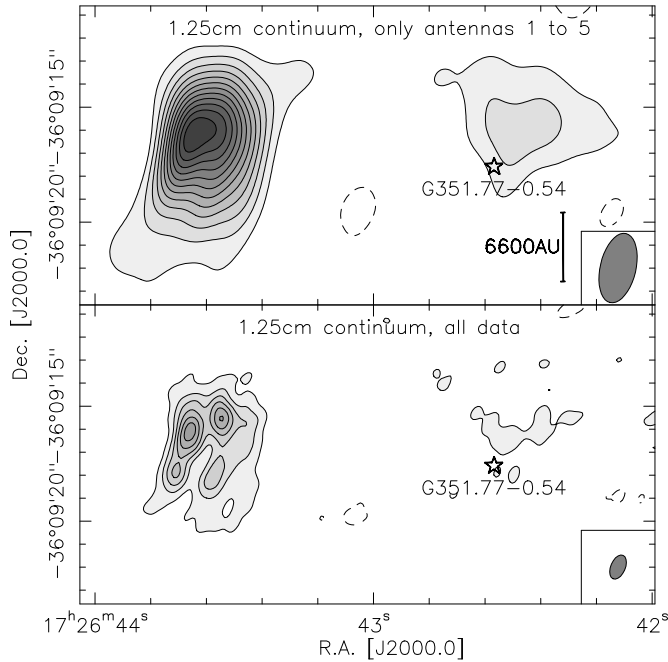 1.25cm continuum, only antennas 1 to 5
−36°09'15"
G351.77−0.54
−36°09'20"
6600AU
Dec. [J2000.0]
1.25cm continuum, all data
−36°09'15"
G351.77−0.54
−36°09'20"
17ʰ26ᵐ44ˢ 43ˢ 42ˢ
R.A. [J2000.0]